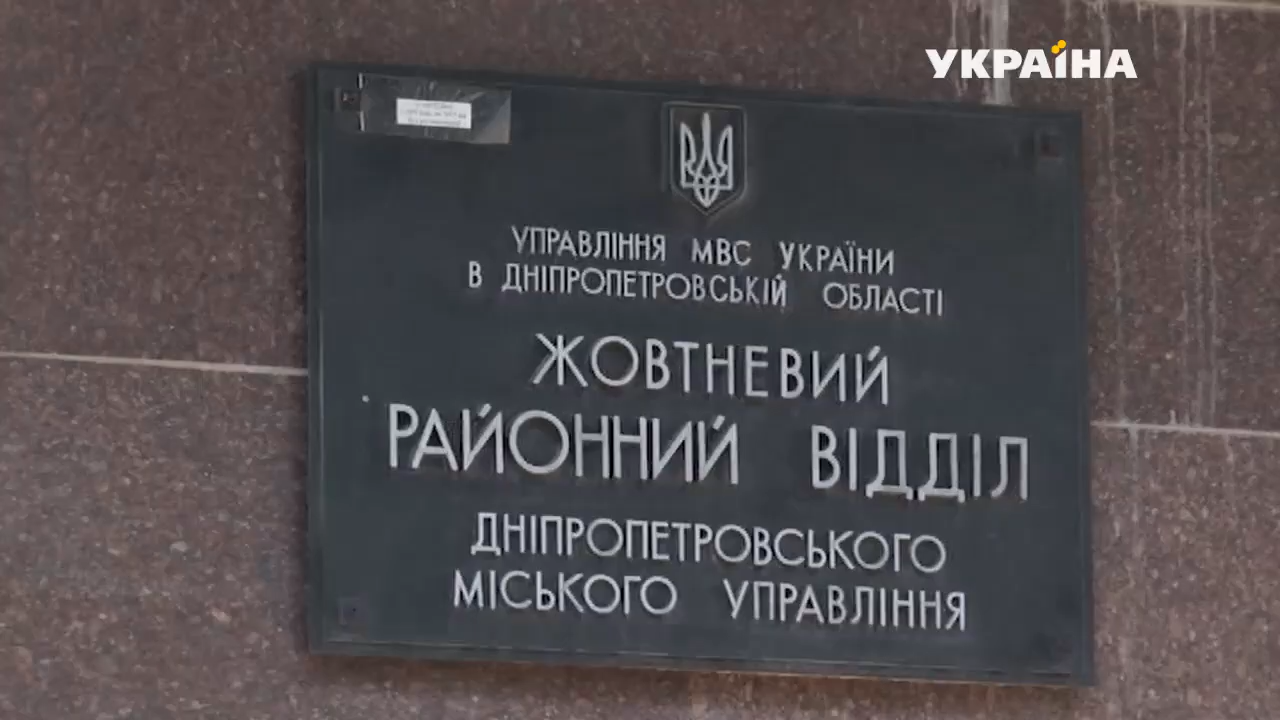 УКРАЇНА
УПРАВЛІННЯ МВС УКРАЇНИ
В ДНІПРОПЕТРОВСЬКІЙ ОБЛАСТІ
ЖОВТНЕВИЙ
РАЙОННИЙ ВІДДІЛ
ДНІПРОПЕТРОВСЬКОГО
МІСЬКОГО УПРАВЛІННЯ